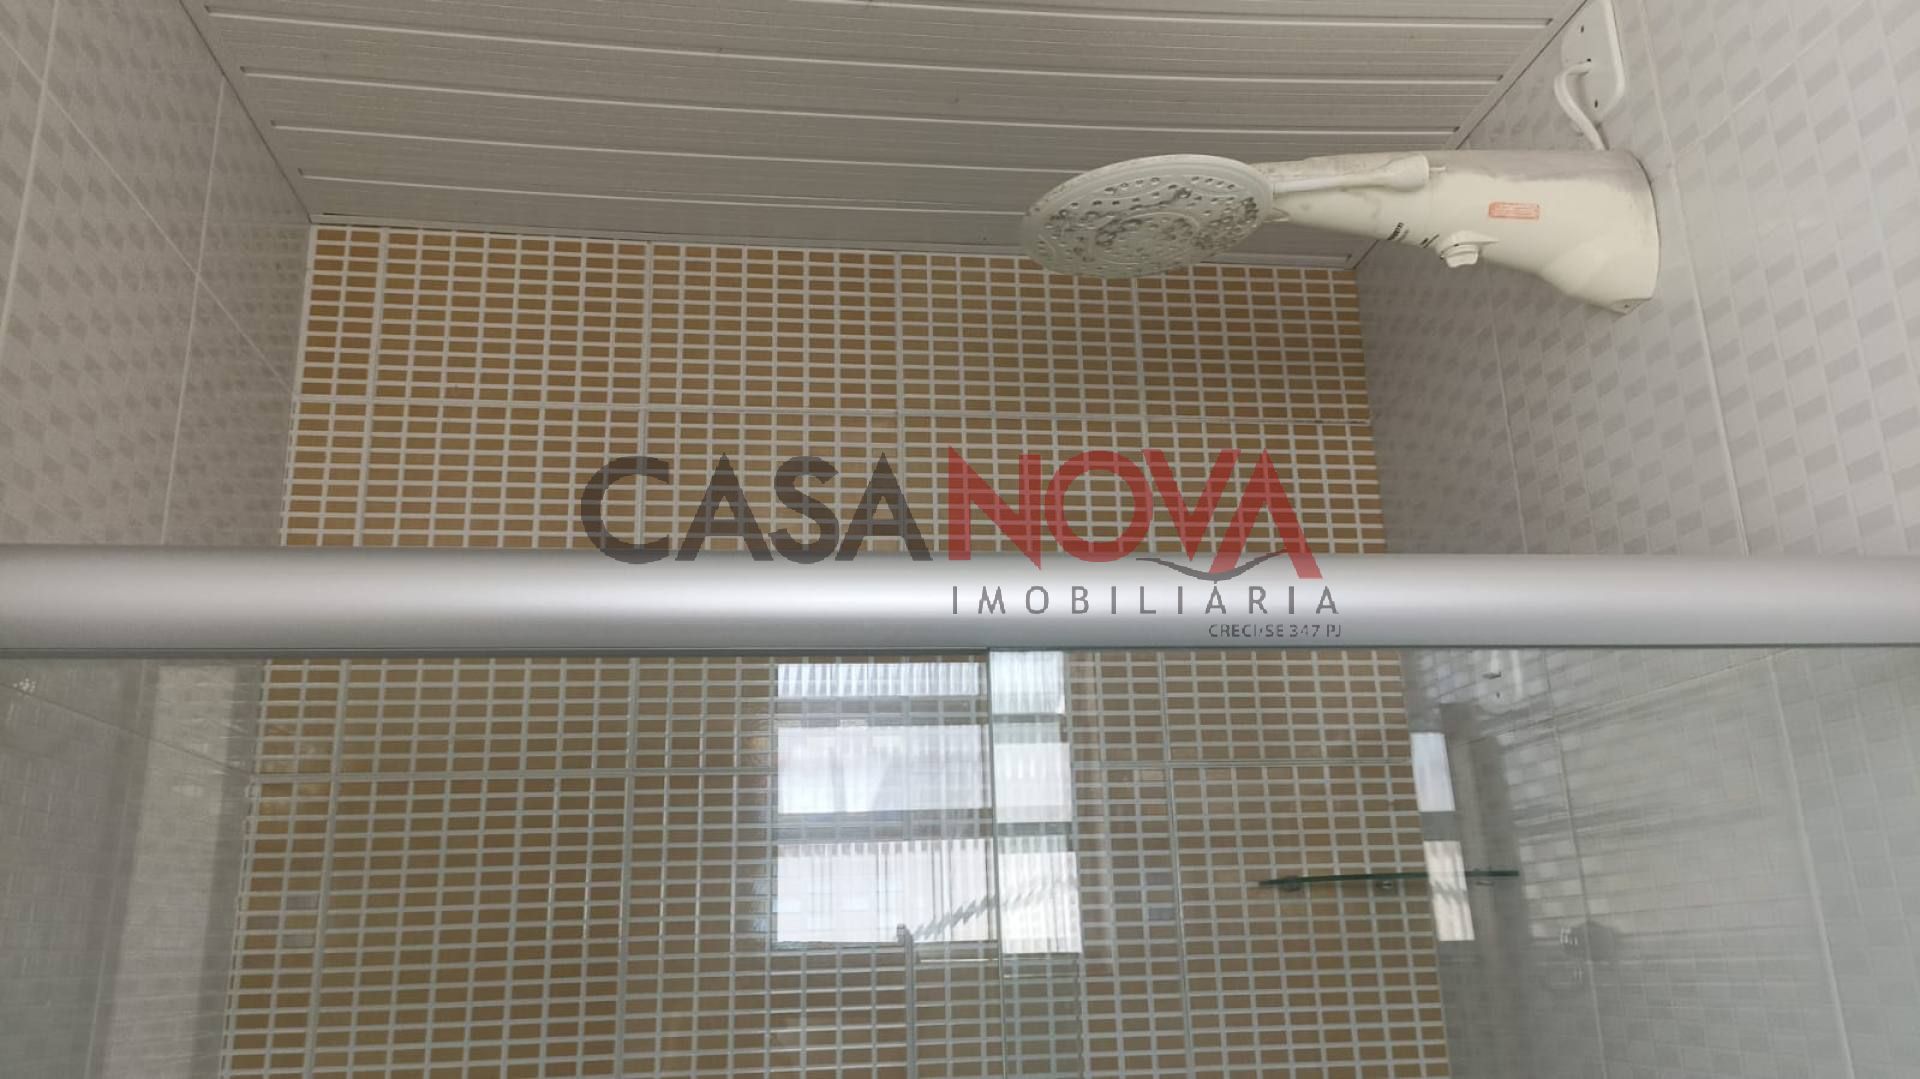 CASANOVA
IMOBILIÁRIA
CRECI/SE 347 PJ